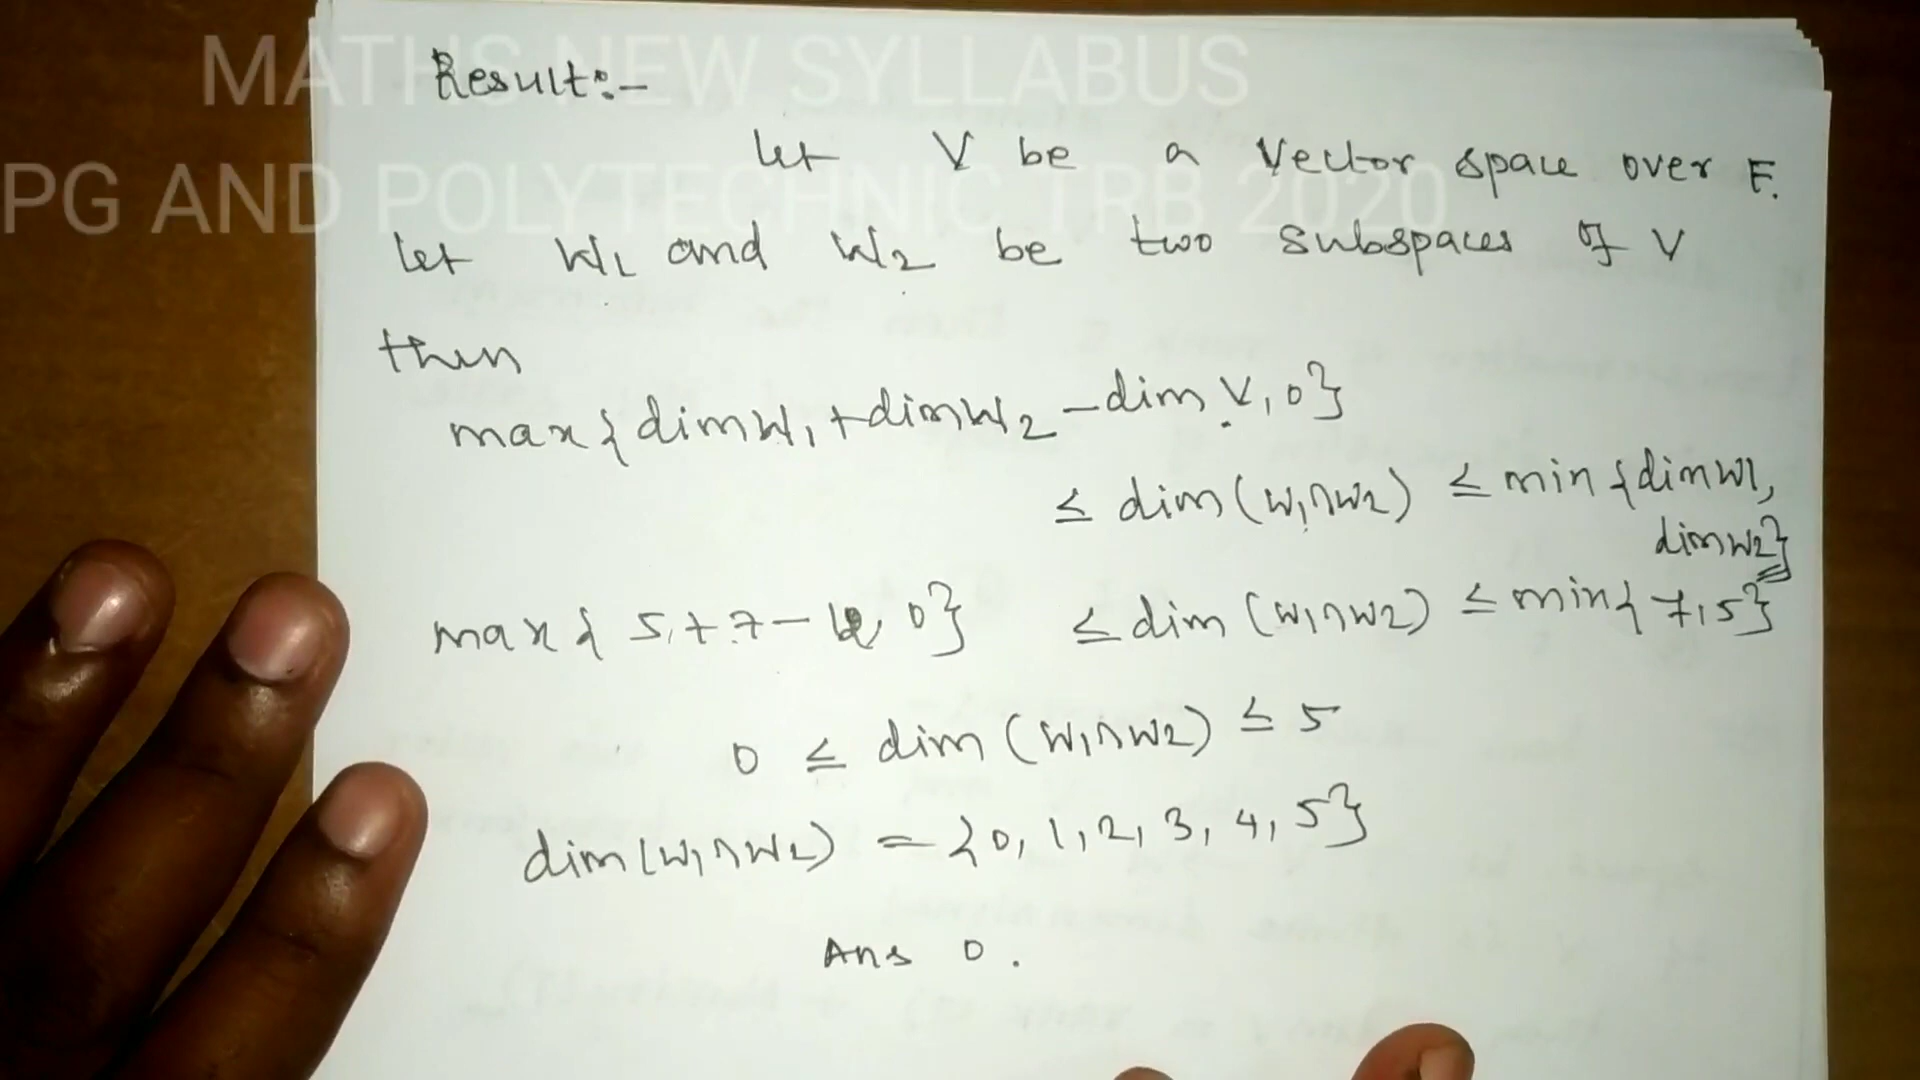 MATHS NEW SYLLABUS
PG AND POLYTECHNIC TRB 2020
Result:-
Let V be a Vector space over F.
let W1 and W2 be two subspaces of V
then
max{dimW1+dimW2-dim V, 0}
≤ dim(W1∩W2) ≤ min{dimW1,
dimW2}
max{5+7-12, 0} ≤ dim(W1∩W2) ≤ min{7,5}
0 ≤ dim(W1∩W2) ≤ 5
dim(W1∩W2) = {0, 1, 2, 3, 4, 5}
Ans 0.